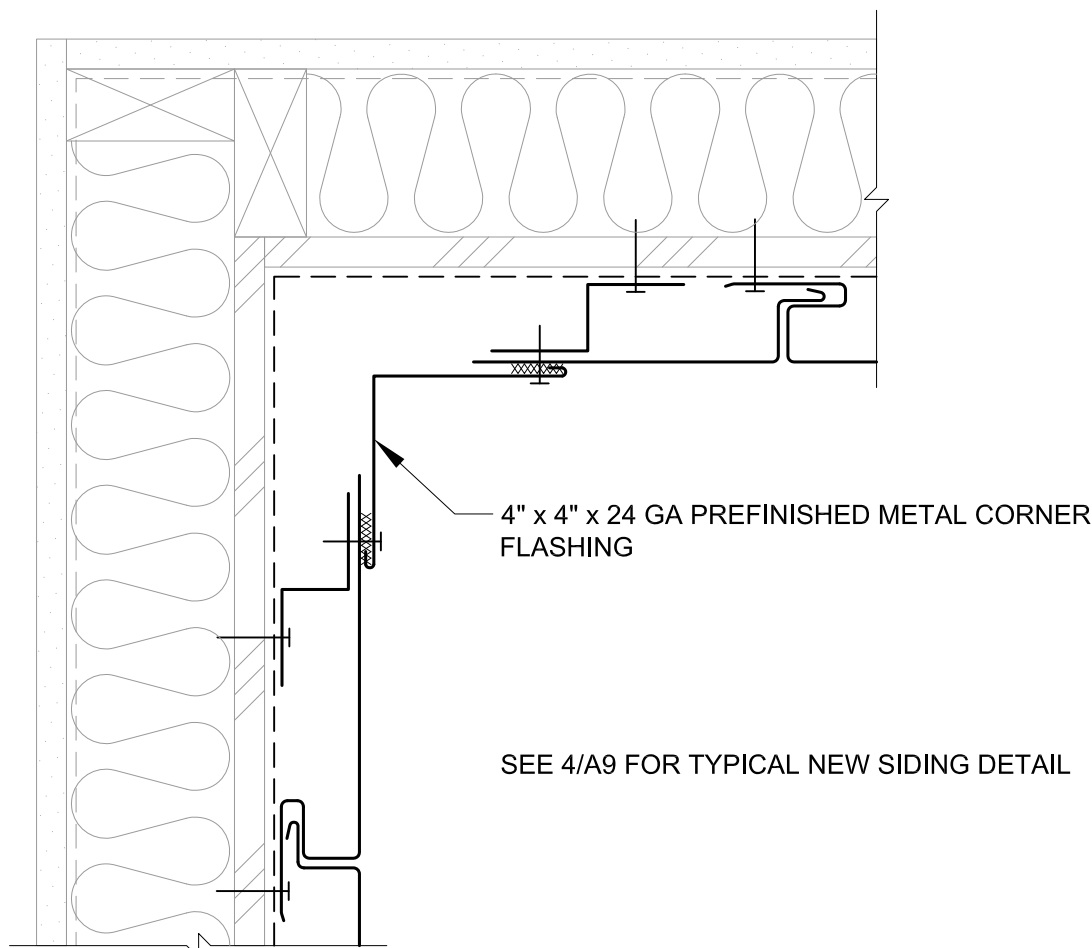 4" x 4" x 24 GA PREFINISHED METAL CORNER
FLASHING
SEE 4/A9 FOR TYPICAL NEW SIDING DETAIL